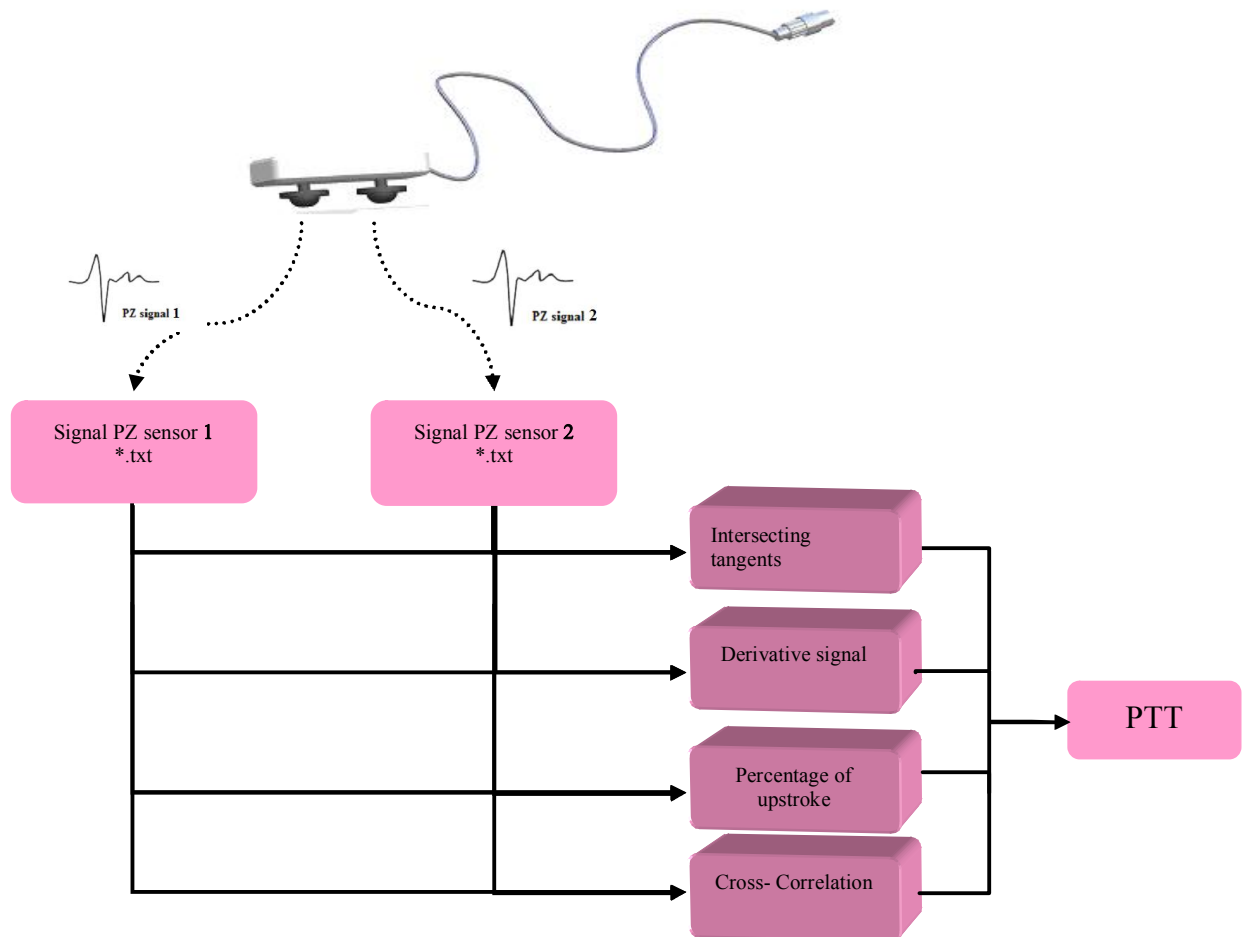 PZ signal 1
PZ signal 2
Signal PZ sensor 1
*.txt
Signal PZ sensor 2
*.txt
Intersecting
tangents
Derivative signal
Percentage of
upstroke
Cross- Correlation
PTT